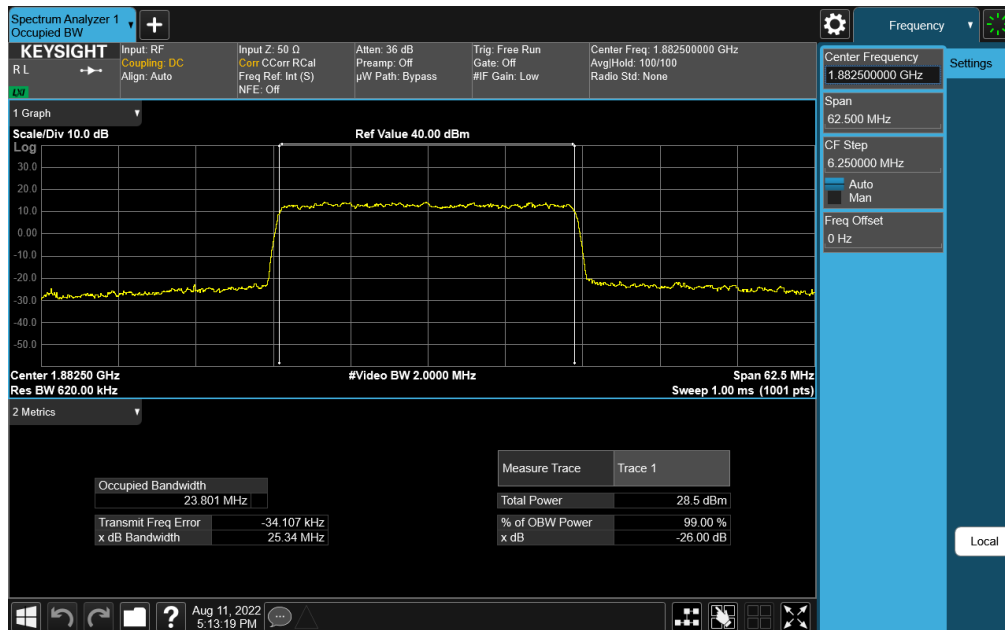 Spectrum Analyzer 1
Occupied BW
Frequency
KEYSIGHT
R L
LXI
Input: RF
Coupling: DC
Align: Auto
Input Z: 50 Ω
Corr CCorr RCal
Freq Ref: Int (S)
NFE: Off
Atten: 36 dB
Preamp: Off
µW Path: Bypass
Trig: Free Run
Gate: Off
#IF Gain: Low
Center Freq: 1.882500000 GHz
Avg|Hold: 100/100
Radio Std: None
Center Frequency
1.882500000 GHz
Settings
Span
62.500 MHz
CF Step
6.250000 MHz
Auto
Man
Freq Offset
0 Hz
Local
1 Graph
Scale/Div 10.0 dB
Ref Value 40.00 dBm
Log
30.0
20.0
10.0
0.00
-10.0
-20.0
-30.0
-40.0
-50.0
Center 1.88250 GHz
#Video BW 2.0000 MHz
Span 62.5 MHz
Res BW 620.00 kHz
Sweep 1.00 ms (1001 pts)
2 Metrics
Occupied Bandwidth
23.801 MHz
Transmit Freq Error -34.107 kHz
x dB Bandwidth 25.34 MHz
Measure Trace Trace 1
Total Power 28.5 dBm
% of OBW Power 99.00 %
x dB -26.00 dB
Aug 11, 2022
5:13:19 PM